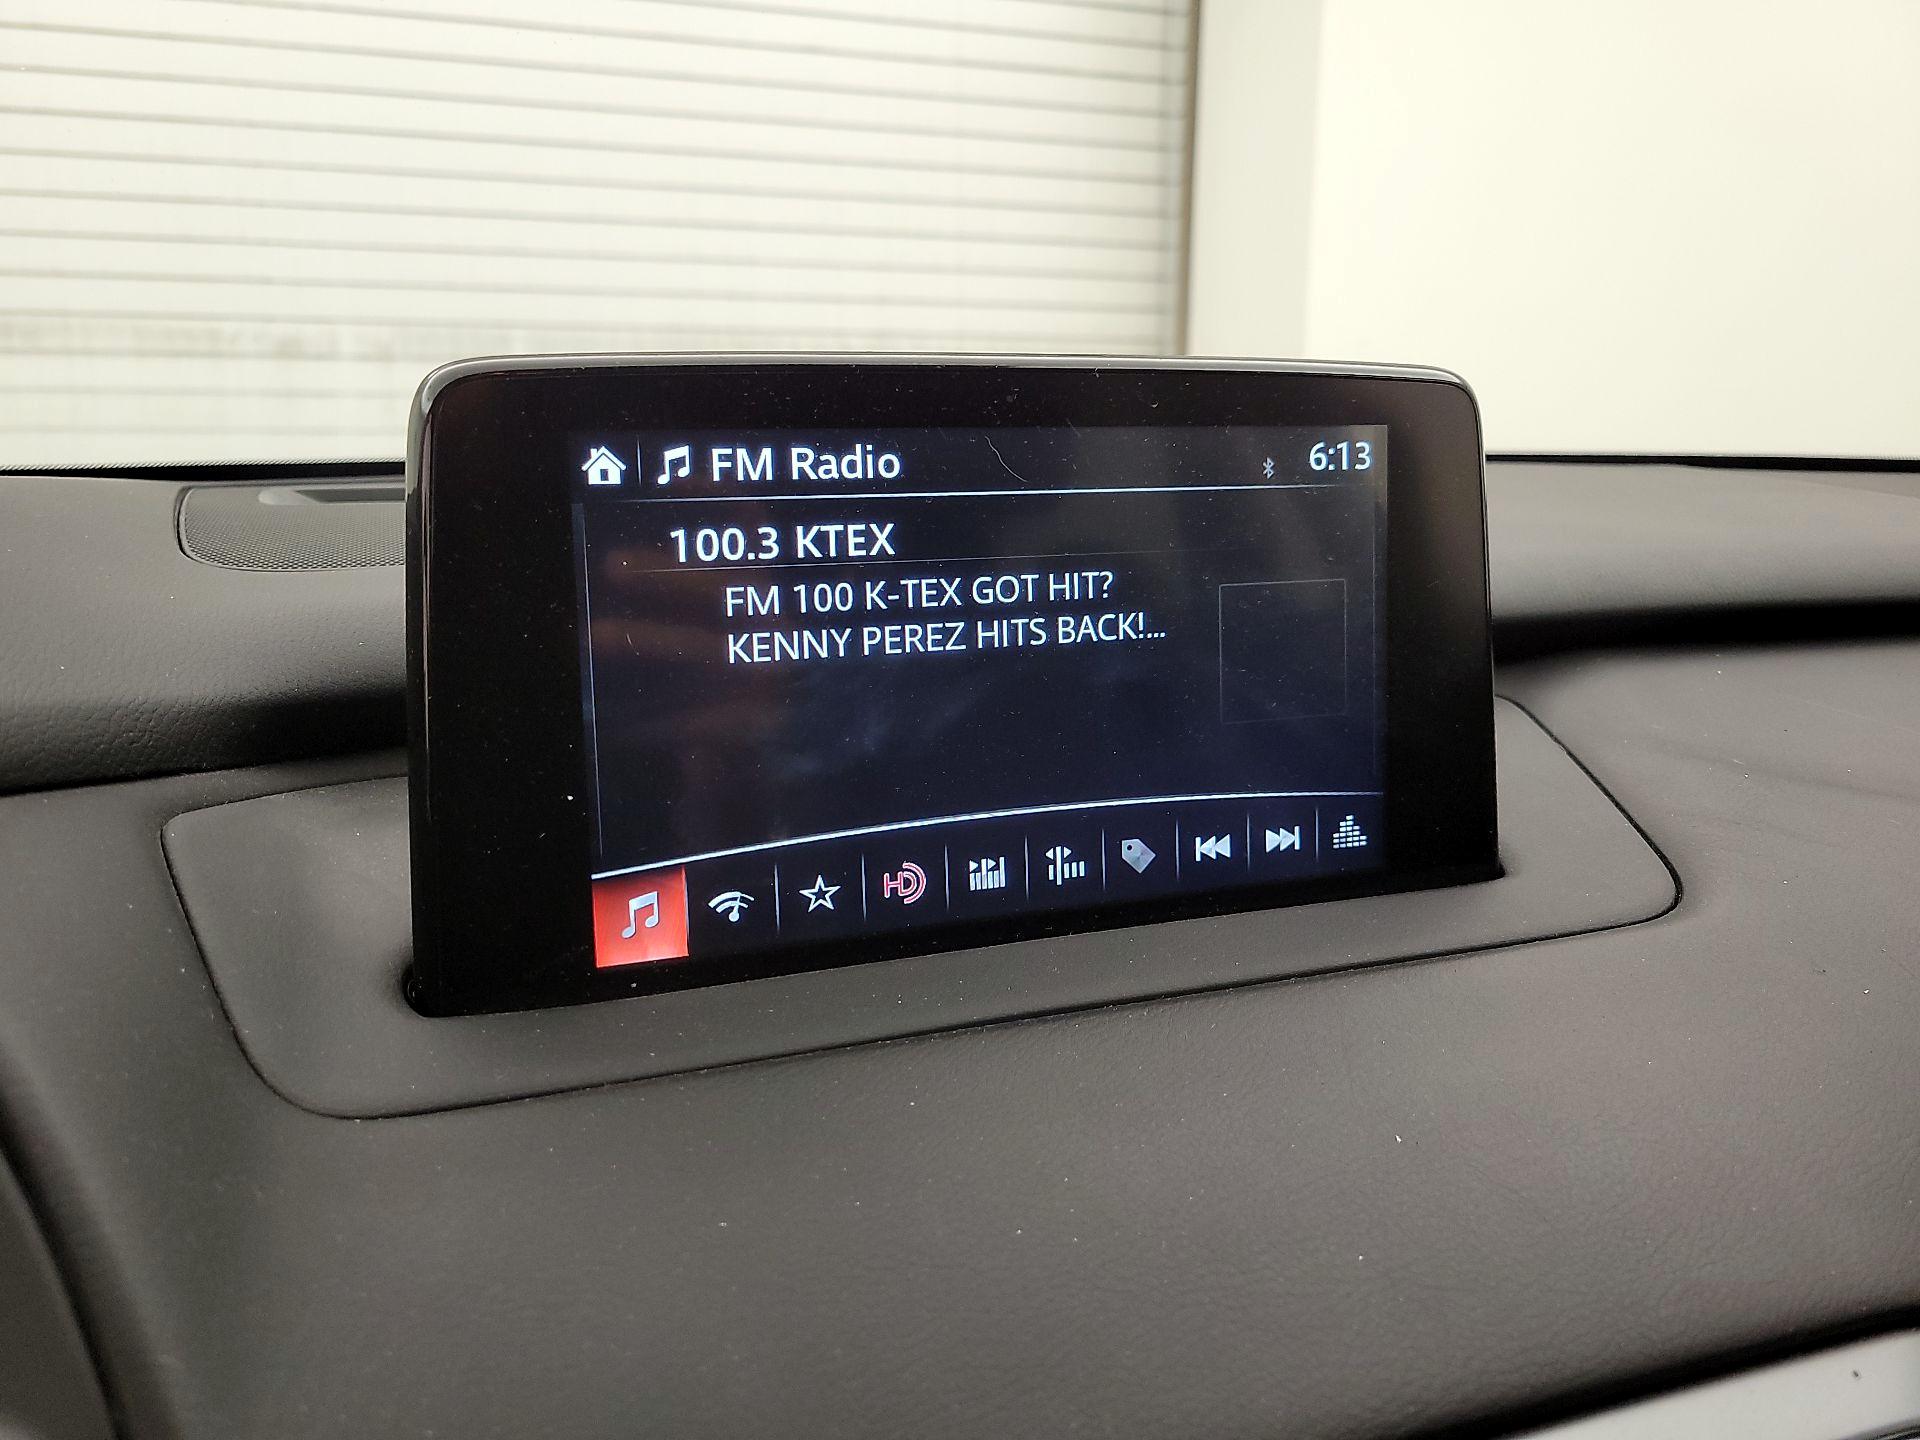 FM Radio 6:13
100.3 KTEX
FM 100 K-TEX GOT HIT?
KENNY PEREZ HITS BACK!...
HD